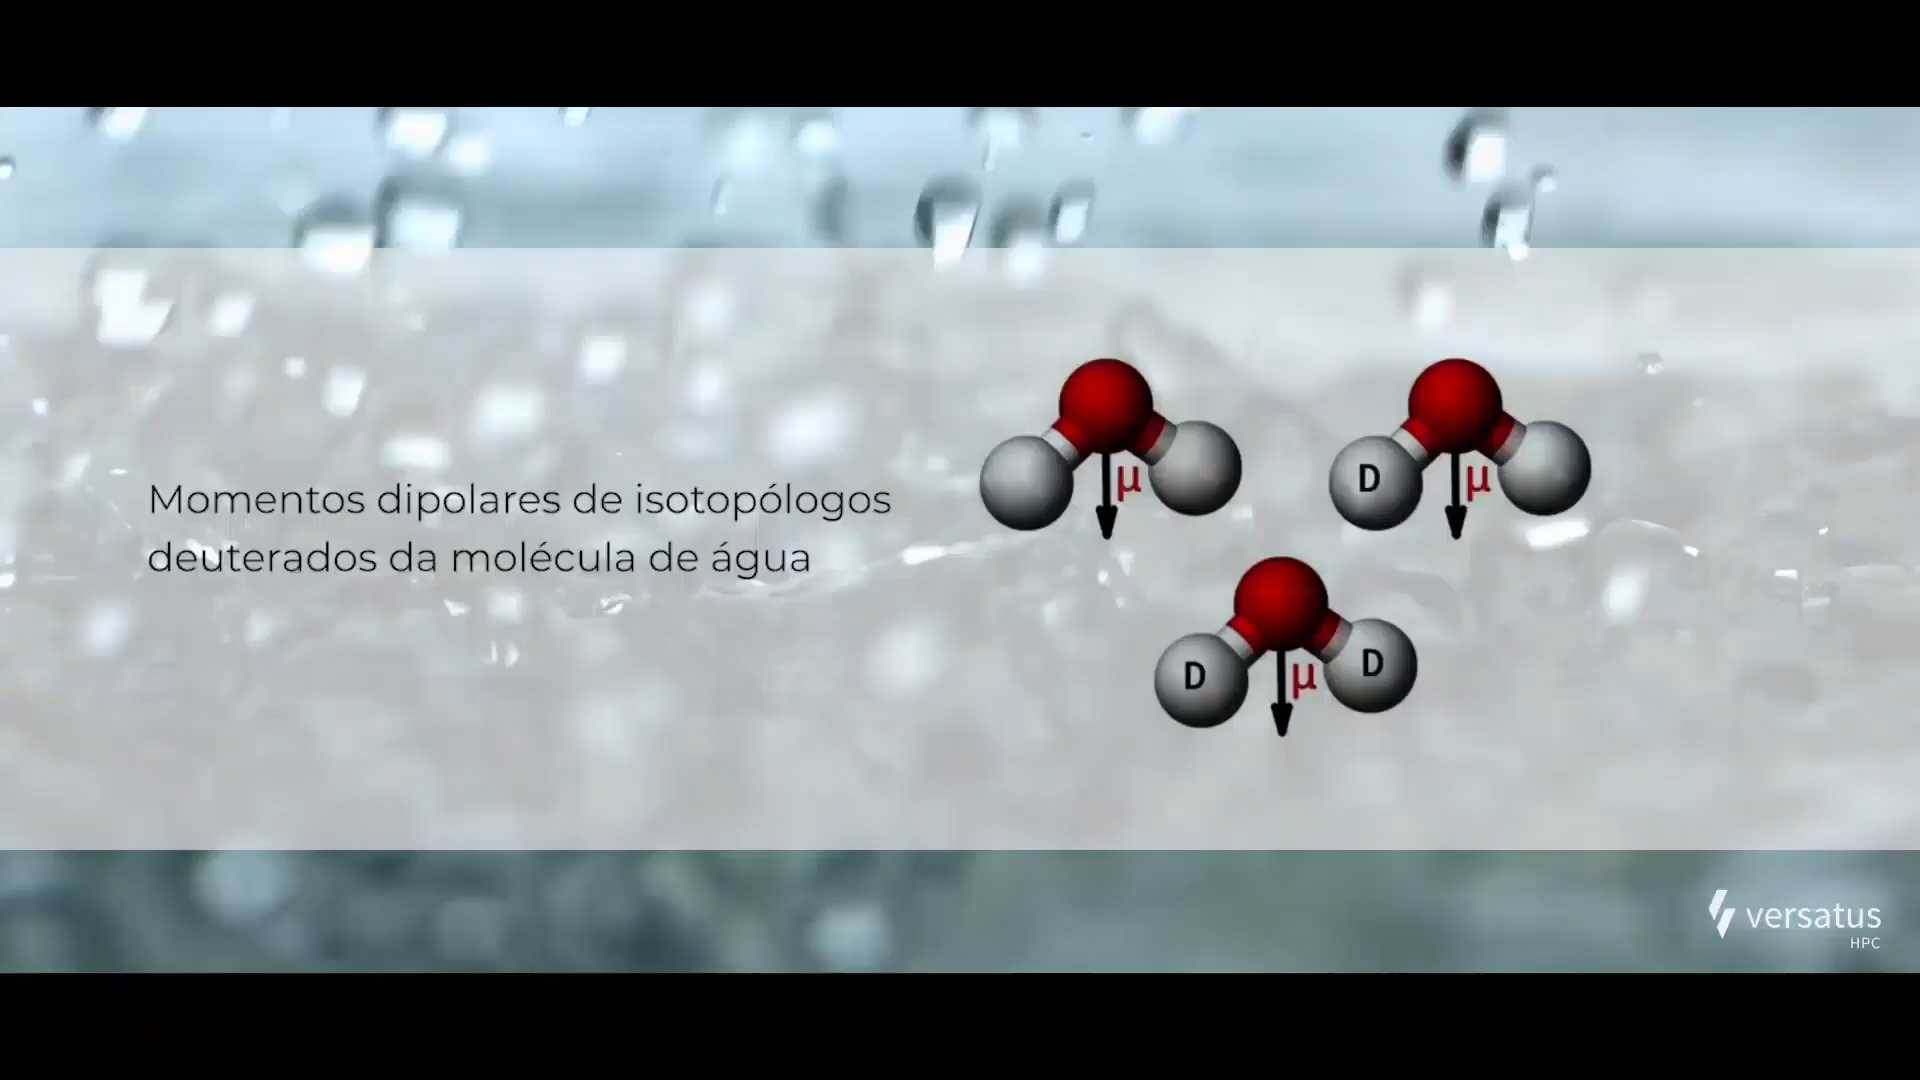 Momentos dipolares de isotopólogos
deuterados da molécula de água
μ
D
μ
D
μ
D
versatus
HPC